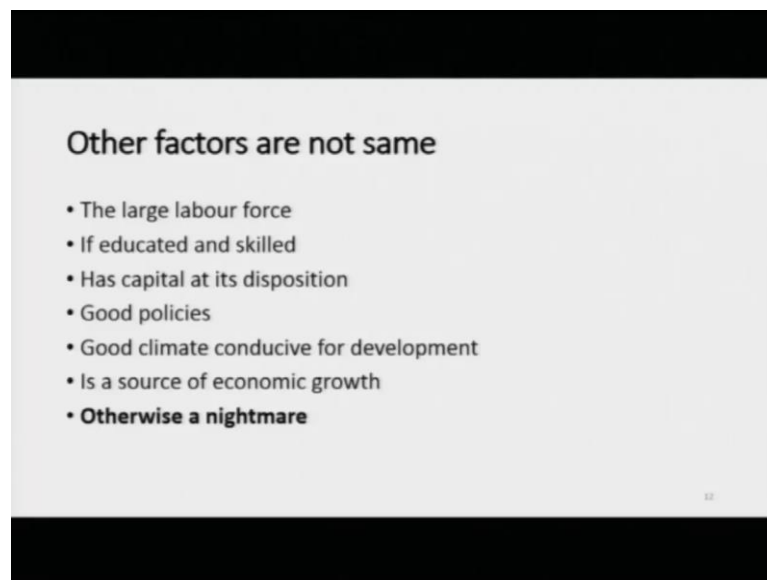 Other factors are not same
• The large labour force
• If educated and skilled
• Has capital at its disposition
• Good policies
• Good climate conducive for development
• Is a source of economic growth
• Otherwise a nightmare
12